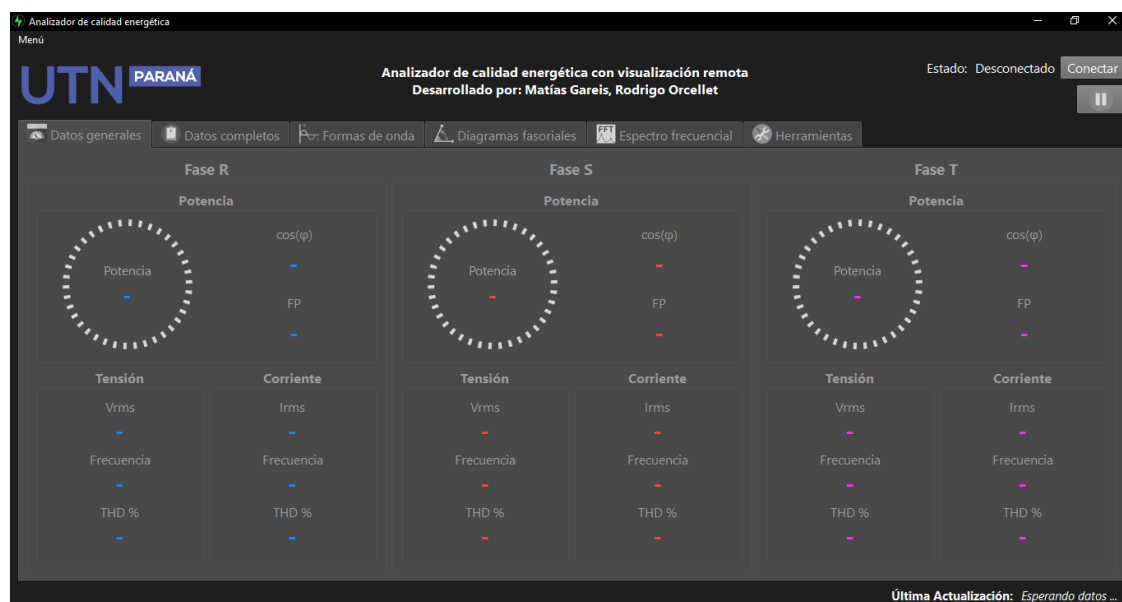 Analizador de calidad energética
Menú
UTN PARANÁ
Analizador de calidad energética con visualización remota
Desarrollado por: Matías Gareis, Rodrigo Orcellet
Estado: Desconectado Conectar
Datos generales Datos completos Formas de onda Diagramas fasoriales FFT Espectro frecuencial Herramientas
Fase R Fase S Fase T
Potencia Potencia Potencia
cos(φ) cos(φ) cos(φ)
Potencia - Potencia - Potencia -
- - -
FP FP FP
- - -
Tensión Corriente Tensión Corriente Tensión Corriente
Vrms Irms Vrms Irms Vrms Irms
- - - - - -
Frecuencia Frecuencia Frecuencia Frecuencia Frecuencia Frecuencia
- - - - - -
THD % THD % THD % THD % THD % THD %
- - - - - -
Última Actualización: Esperando datos ...